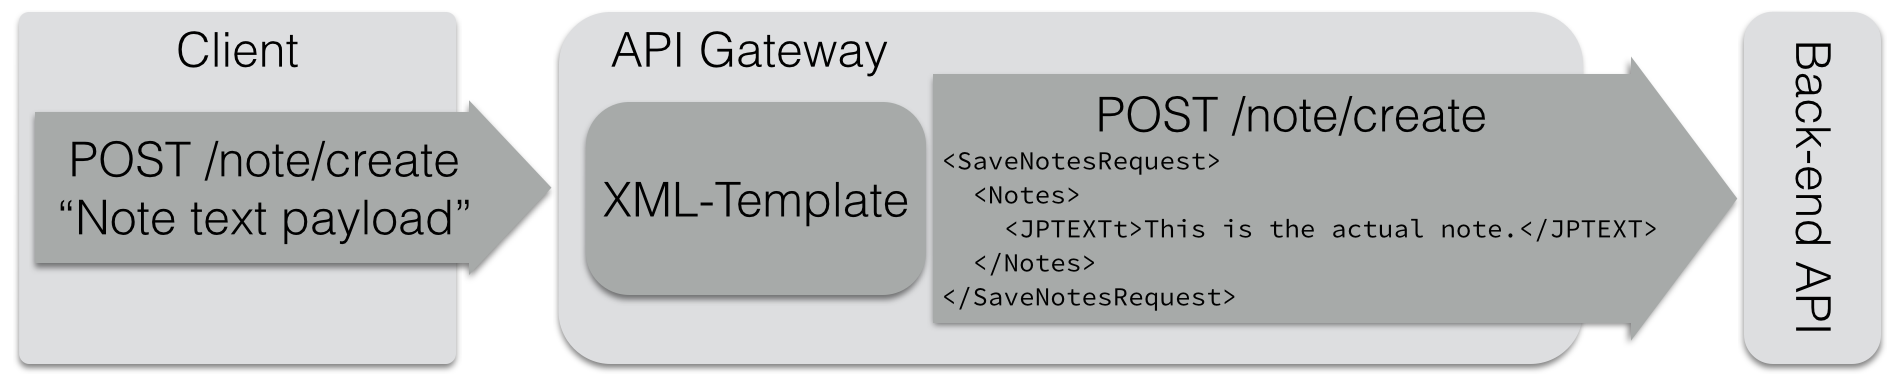 Client
POST /note/create
“Note text payload”
API Gateway
XML-Template
POST /note/create
<SaveNotesRequest>
  <Notes>
    <JPTEXTt>This is the actual note.</JPTEXT>
  </Notes>
</SaveNotesRequest>
Back-end API